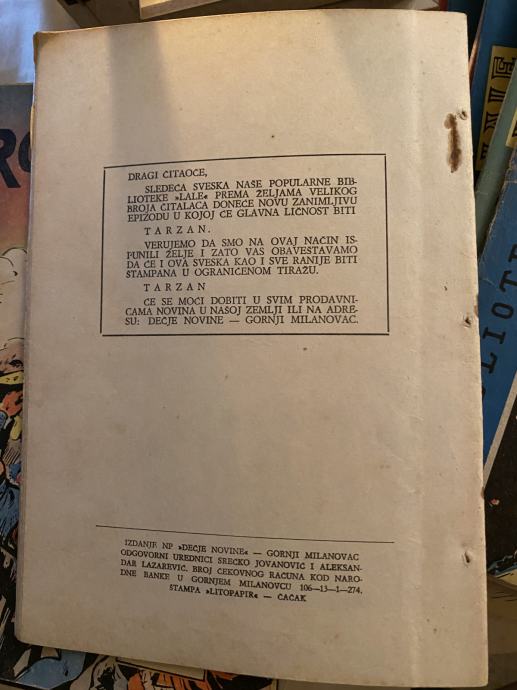 DRAGI ČITAOČE,
SLEDEĆA SVESKA NAŠE POPULARNE BIB-
LIOTEKE »LALE« PREMA ŽELJAMA VELIKOG
BROJA ČITALACA DONEĆE NOVU ZANIMLJIVU
EPIZODU U KOJOJ ĆE GLAVNA LIČNOST BITI
TARZAN.
VERUJEMO DA SMO NA OVAJ NAČIN IS-
PUNILI ŽELJE I ZATO VAS OBAVESTAVAMO
DA ĆE I OVA SVESKA KAO I SVE RANIJE BITI
ŠTAMPANA U OGRANIČENOM TIRAŽU.
TARZAN
ĆE SE MOĆI DOBITI U SVIM PRODAVNI-
CAMA NOVINA U NAŠOJ ZEMLJI ILI NA ADRE-
SU: DEČJE NOVINE — GORNJI MILANOVAC.
IZDANJE NP »DEČJE NOVINE« — GORNJI MILANOVAC
ODGOVORNI UREDNICI SREĆKO JOVANOVIĆ I ALEKSAN-
DAR LAZAREVIĆ. BROJ ČEKOVNOG RAČUNA KOD NARO-
DNE BANKE U GORNJEM MILANOVCU 106—13—1—274.
ŠTAMPA »LITOPAPIR« — ČAČAK